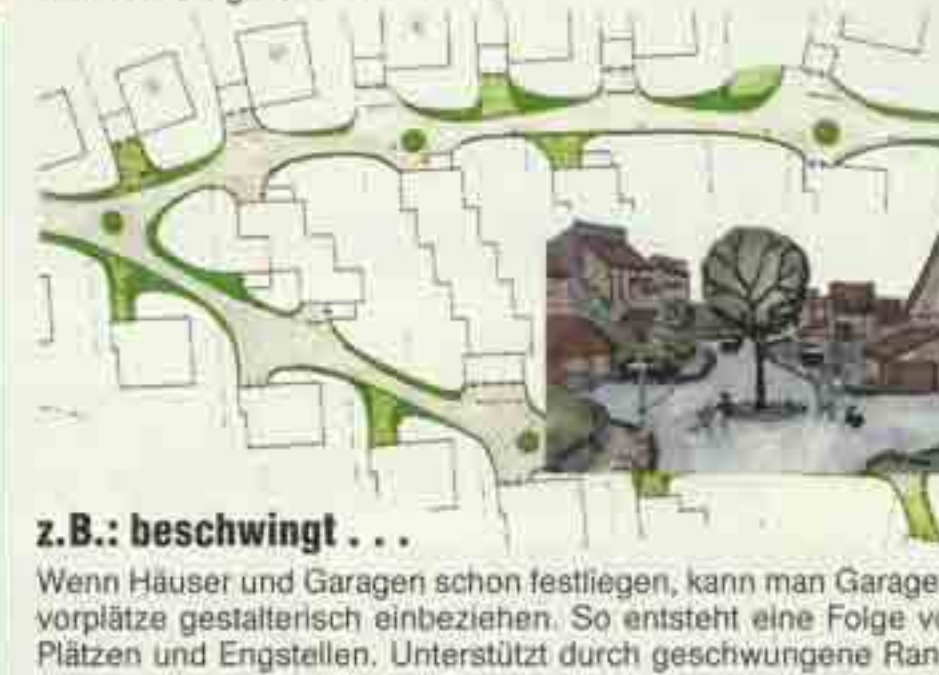 z.B.: beschwingt . . .
Wenn Häuser und Garagen schon festliegen, kann man Garage
vorplätze gestalterisch einbeziehen. So entsteht eine Folge v
Plätzen und Engstellen. Unterstützt durch geschwungene Ran